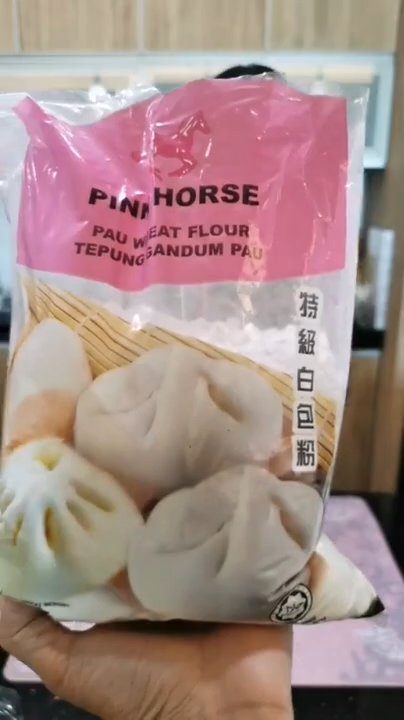 PINK HORSE
PAU WHEAT FLOUR
TEPUNG GANDUM PAU
特級白包粉